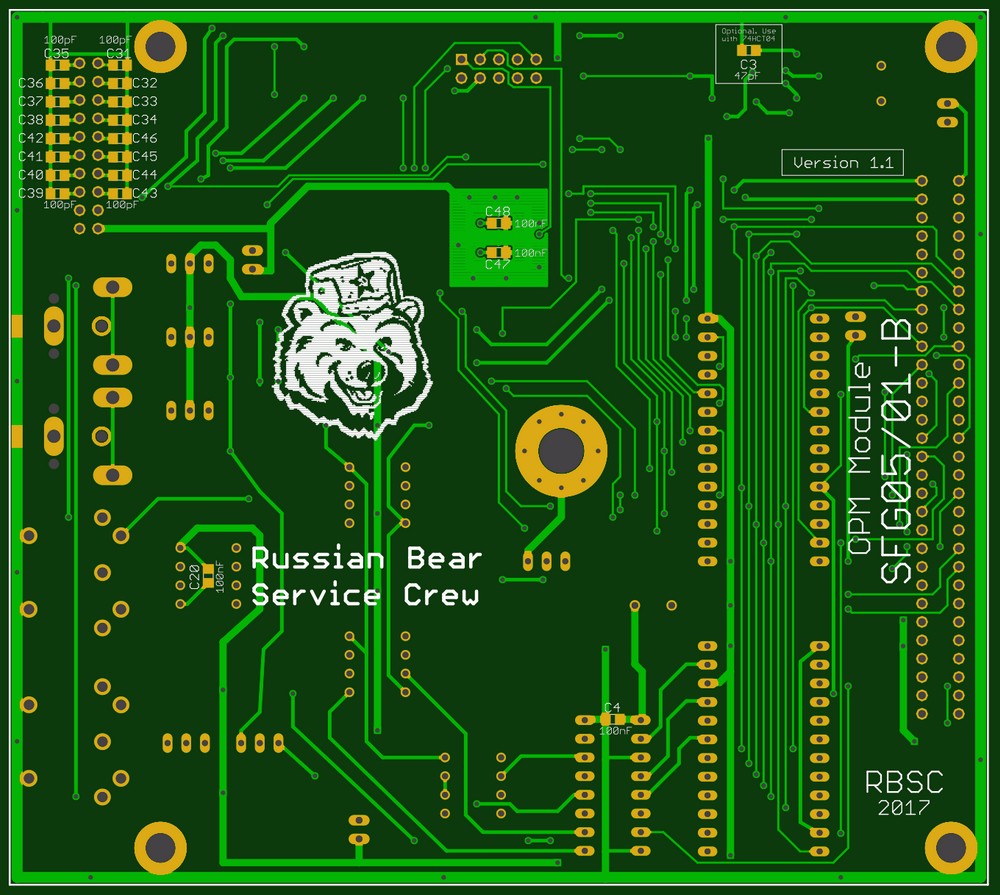 100pF 100pF
C35 C31
C36 C32
C37 C33
C38 C34
C42 C46
C41 C45
C40 C44
C39 C43
100pF 100pF
Optional. Use
with 74HCT04
C3
47pF
Version 1.1
C48
100nF
100nF
C47
OPM Module
SFG05/01-B
Russian Bear
Service Crew
C20
100nF
C4
100nF
RBSC
2017